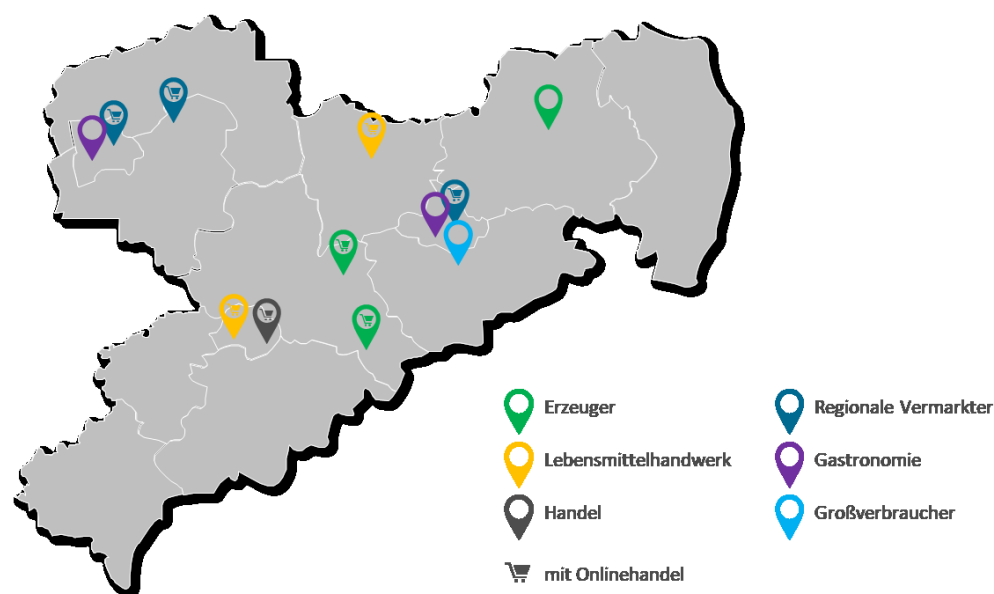 Erzeuger
Regionale Vermarkter
Lebensmittelhandwerk
Gastronomie
Handel
Großverbraucher
mit Onlinehandel